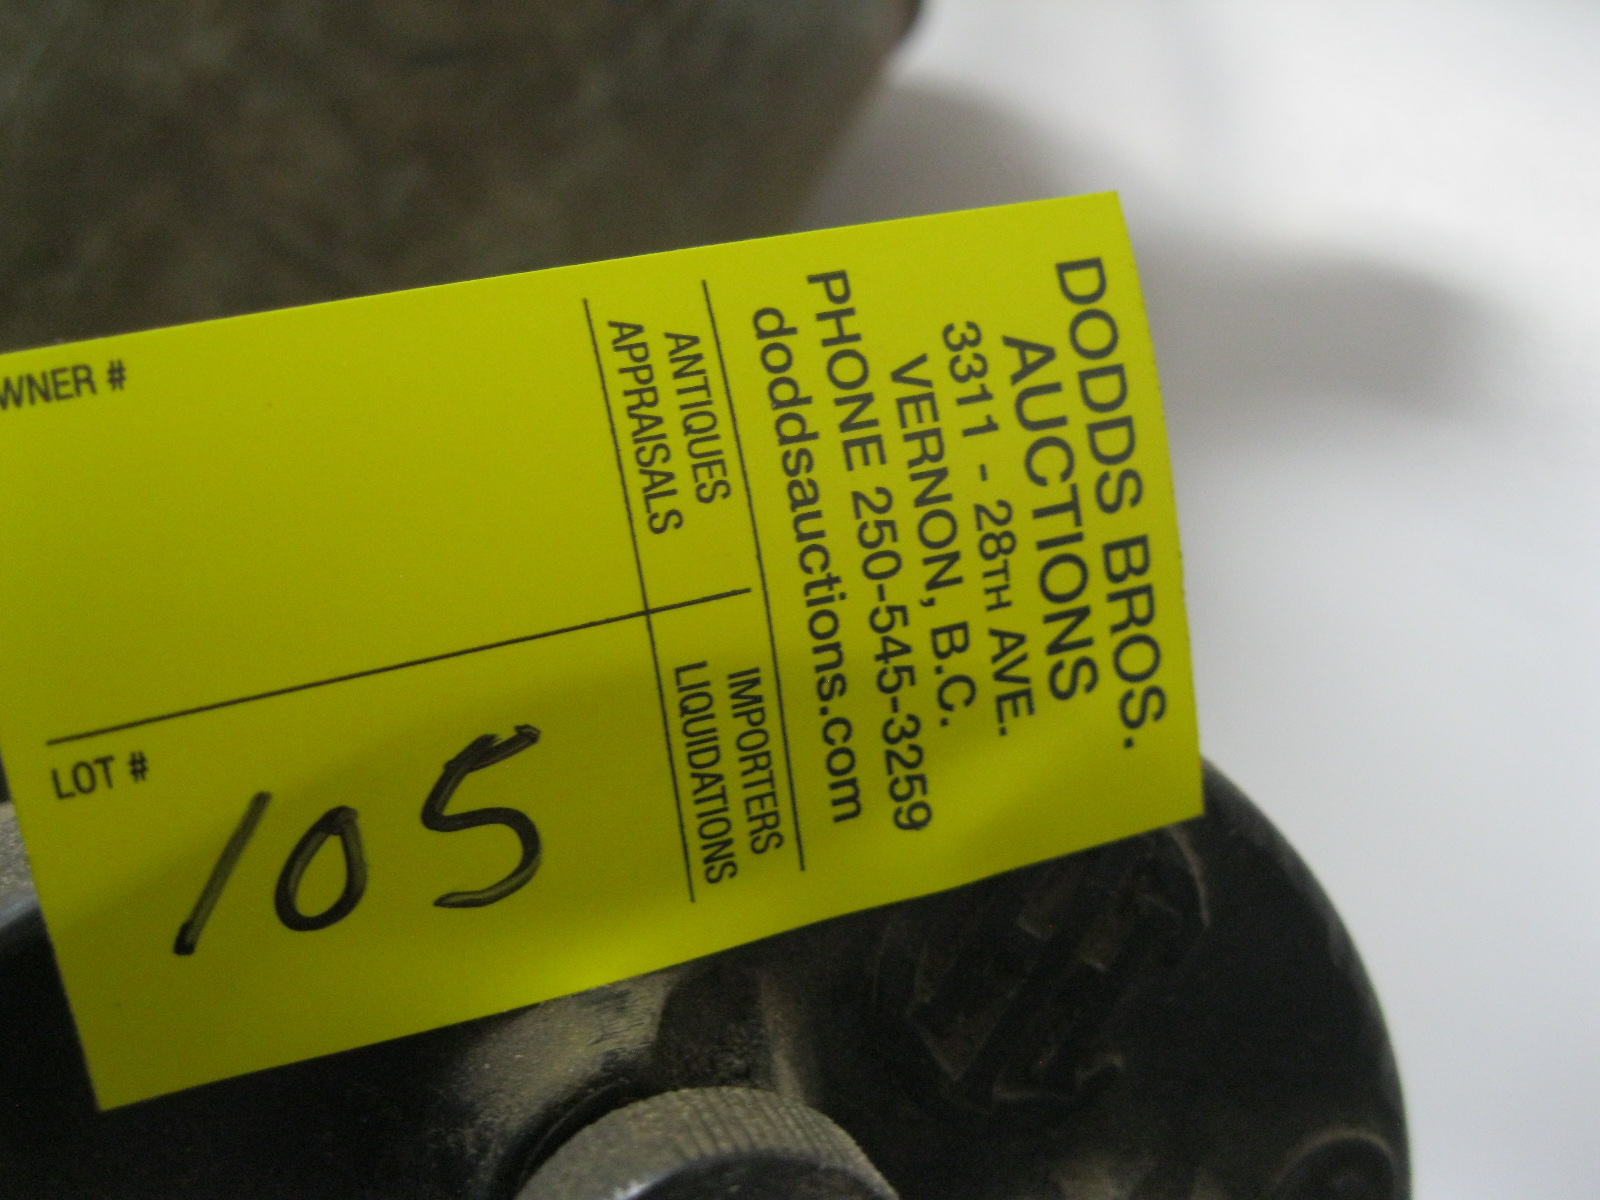 DODDS BROS.
AUCTIONS
3311 - 28TH AVE.
VERNON, B.C.
PHONE 250-545-3259
doddsauctions.com
ANTIQUES
APPRAISALS
IMPORTERS
LIQUIDATIONS
WNER #
LOT #
105